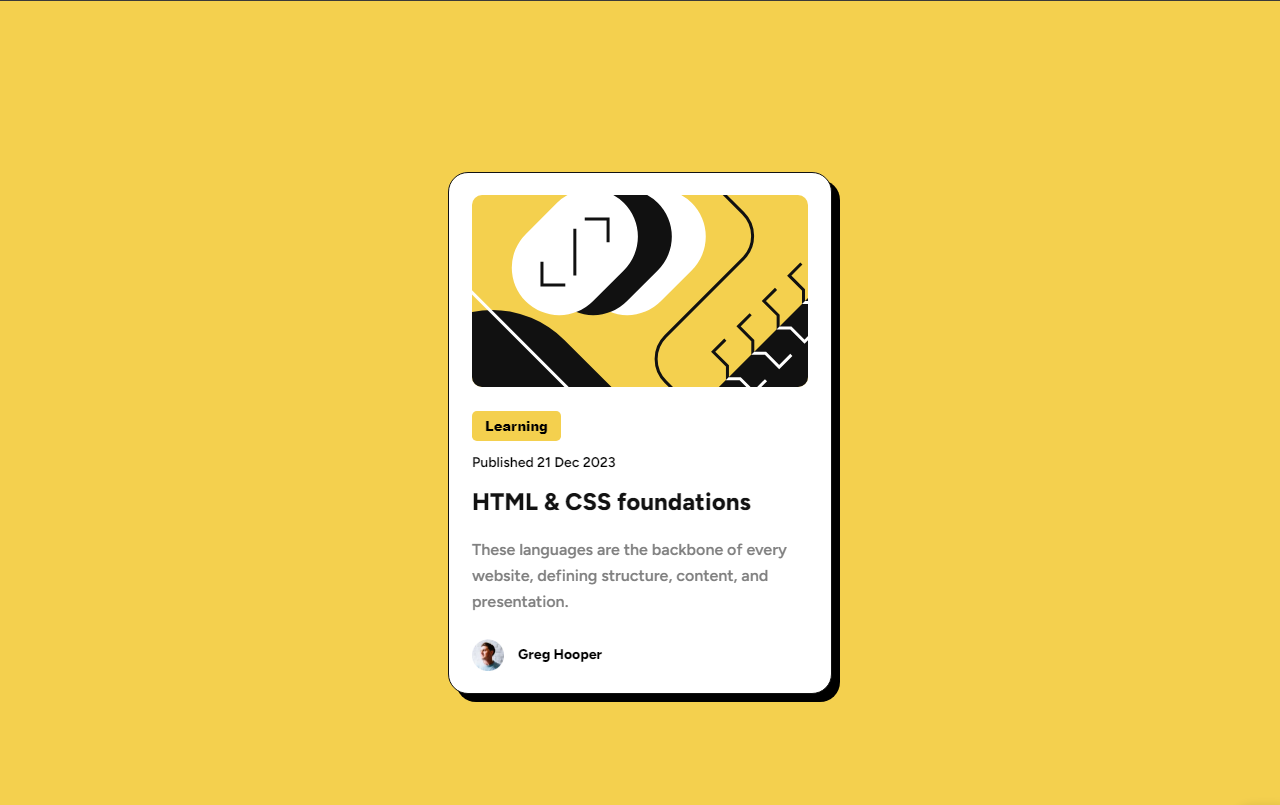 Learning
Published 21 Dec 2023
HTML & CSS foundations
These languages are the backbone of every
website, defining structure, content, and
presentation.
Greg Hooper